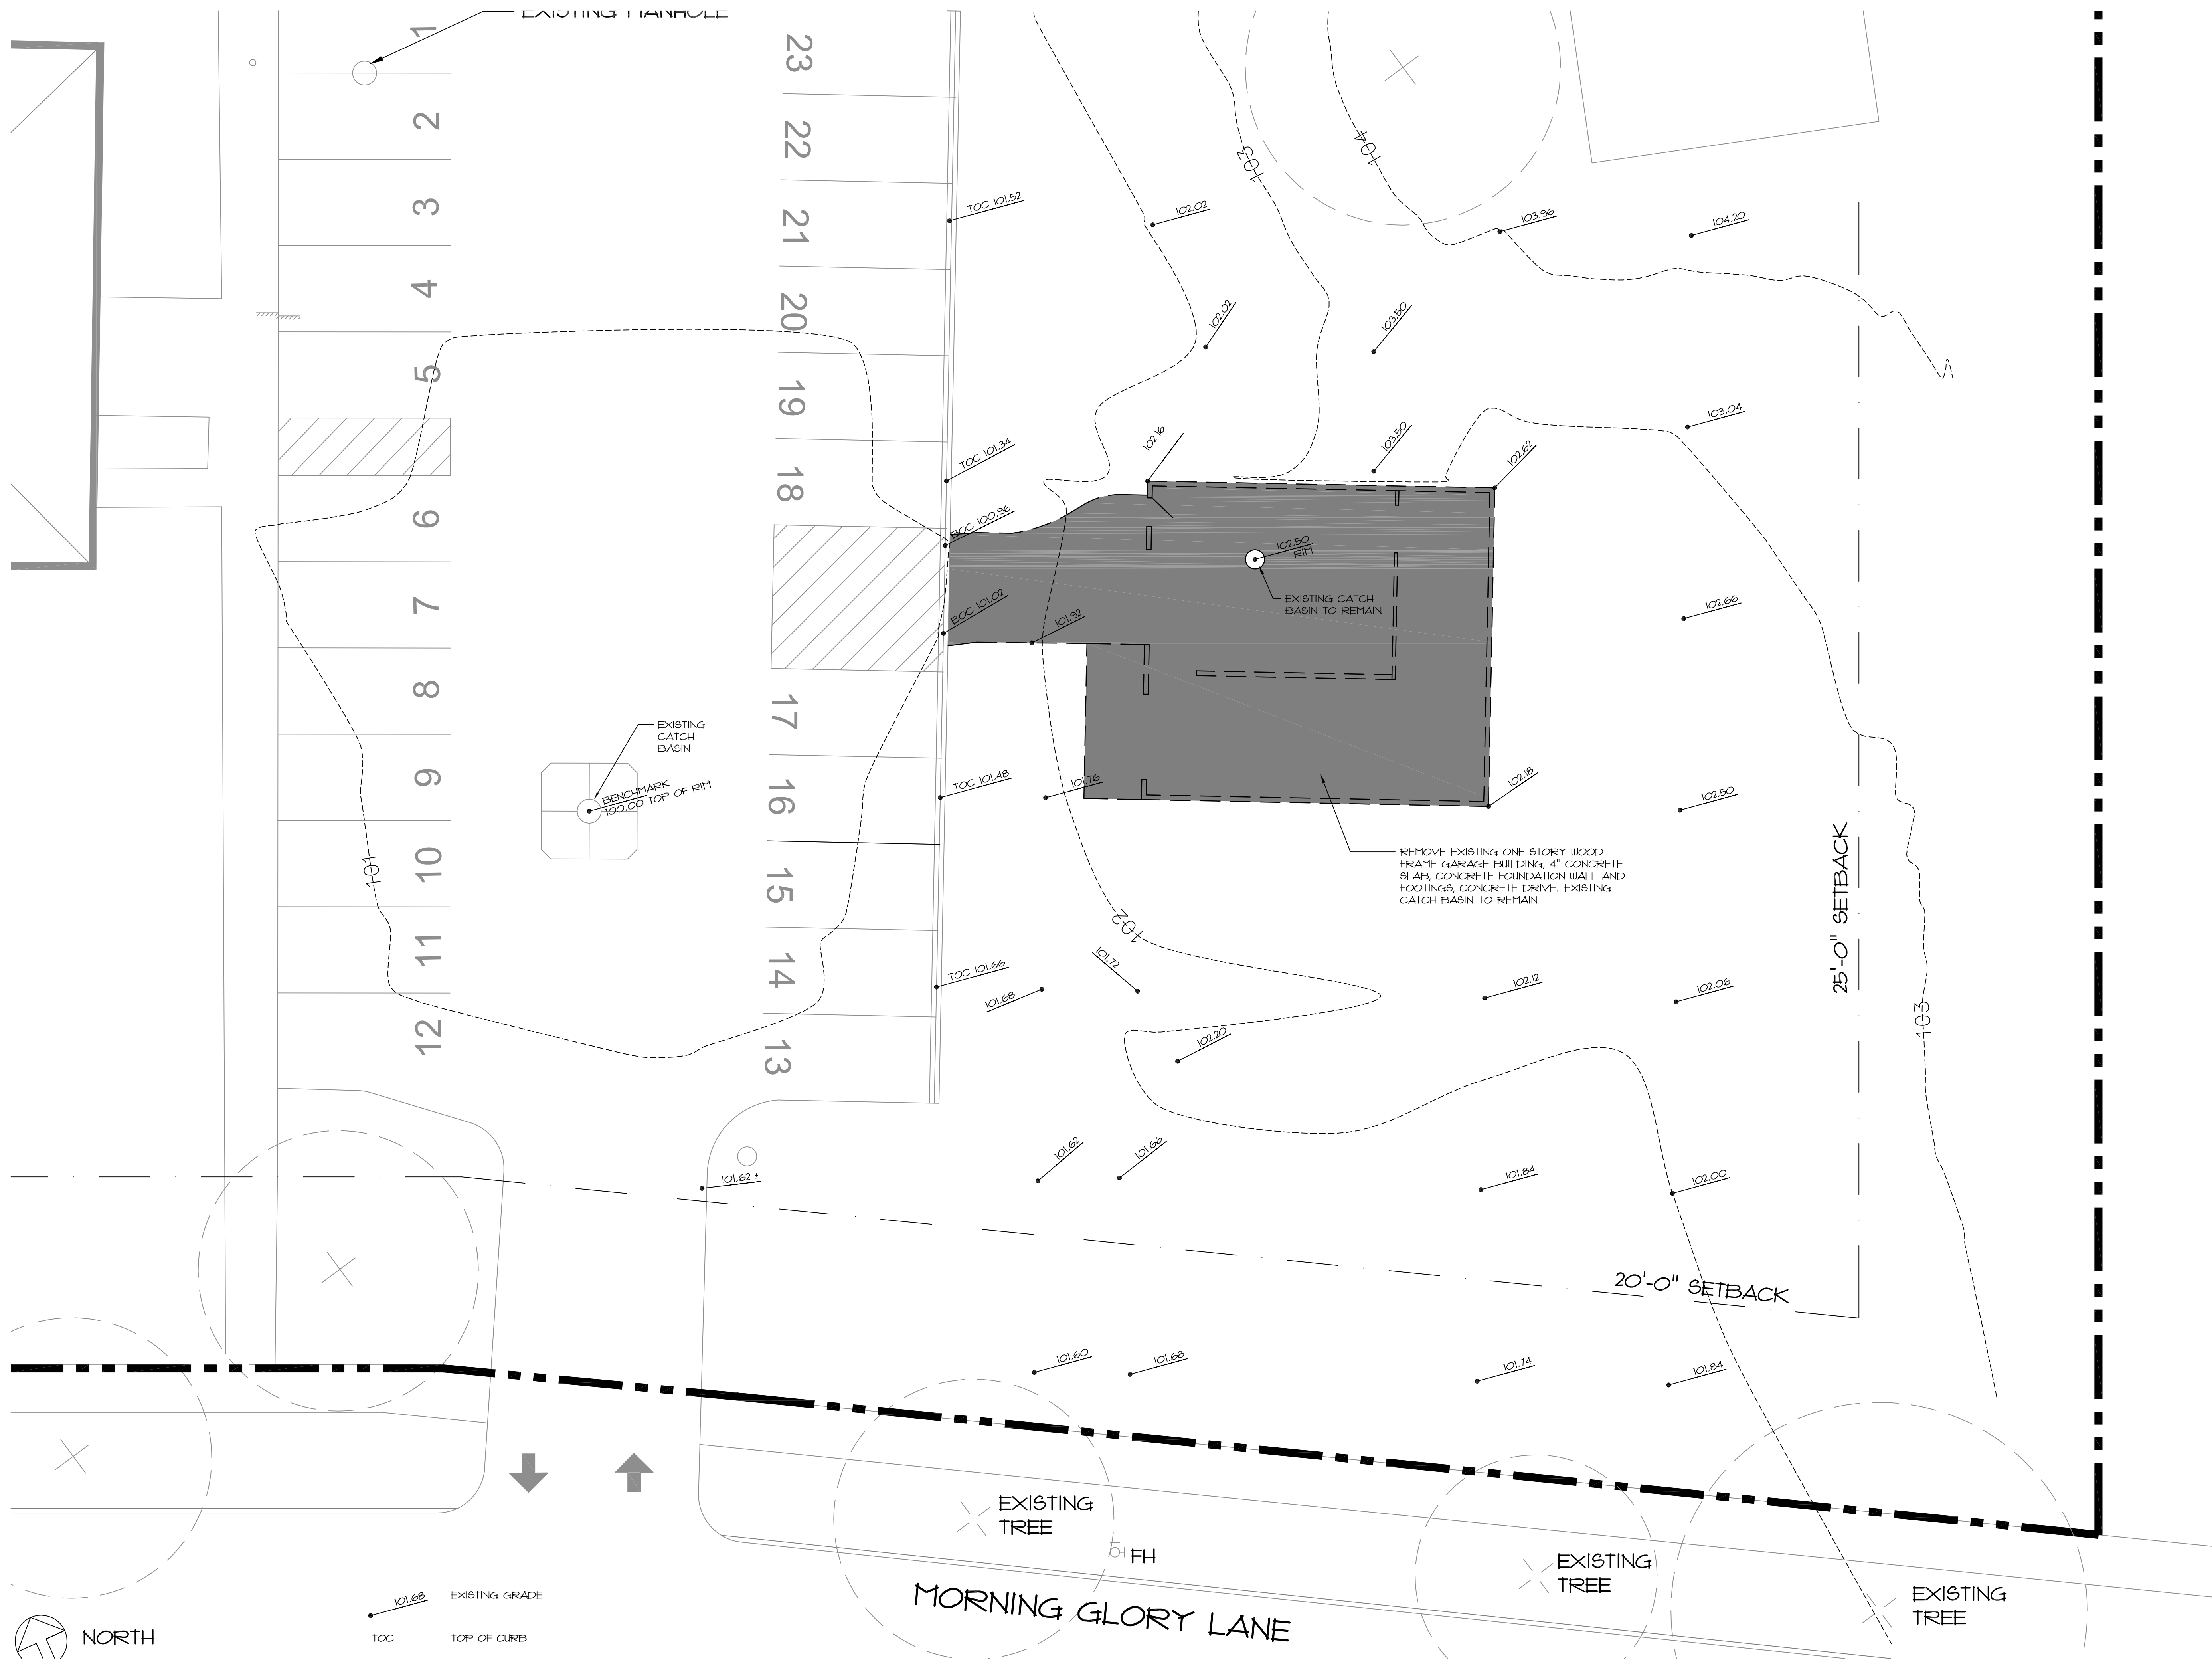 EXISTING MANHOLE
1
2
3
4
5
6
7
8
9
10
11
12
23
22
21
20
19
18
17
16
15
14
13
103
104
TOC 101.52
102.02
103.96
104.20
102.02
103.50
103.04
TOC 101.34
102.16
103.50
102.62
BOC 100.96
102.50
RIM
EXISTING CATCH
BASIN TO REMAIN
BOC 101.02
101.92
102.66
EXISTING
CATCH
BASIN
BENCHMARK
100.00 TOP OF RIM
TOC 101.48
101.76
102.18
102.50
REMOVE EXISTING ONE STORY WOOD
FRAME GARAGE BUILDING, 4" CONCRETE
SLAB, CONCRETE FOUNDATION WALL AND
FOOTINGS, CONCRETE DRIVE. EXISTING
CATCH BASIN TO REMAIN
25'-0" SETBACK
101
102
TOC 101.66
101.68
101.72
102.12
102.06
103
102.20
101.62 ±
101.62
101.66
101.84
102.00
20'-0" SETBACK
101.60
101.68
101.74
101.84
EXISTING
TREE
FH
EXISTING
TREE
EXISTING
TREE
MORNING GLORY LANE
NORTH
101.68 EXISTING GRADE
TOC TOP OF CURB